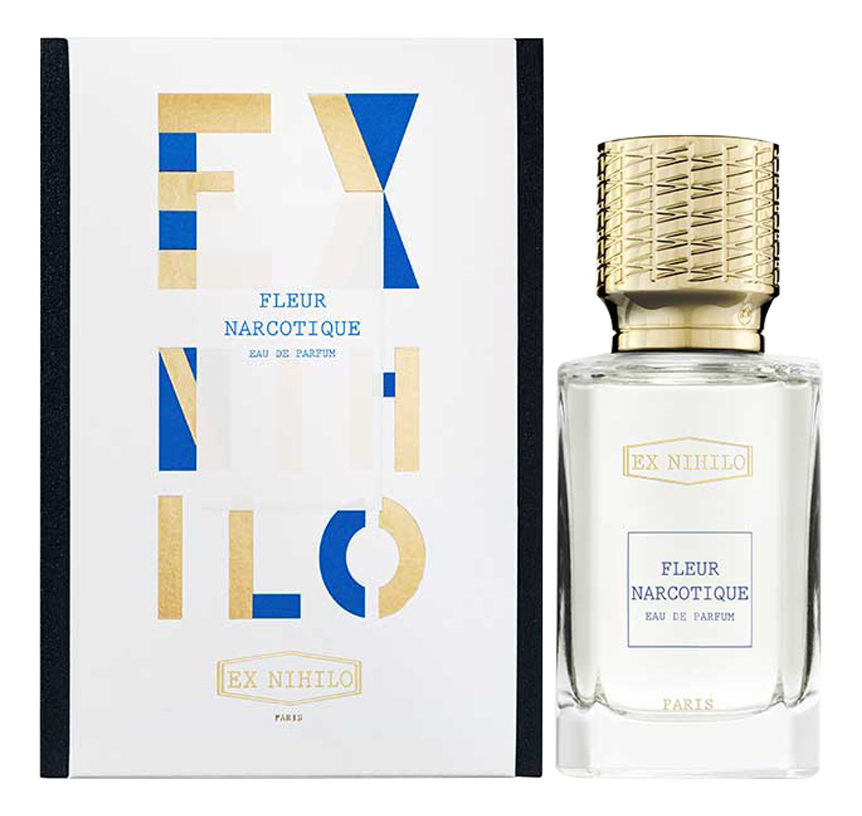 EX
FLEUR
NARCOTIQUE
EAU DE PARFUM
NIH
ILO
EX NIHILO
PARIS
EX NIHILO
FLEUR
NARCOTIQUE
EAU DE PARFUM
PARIS